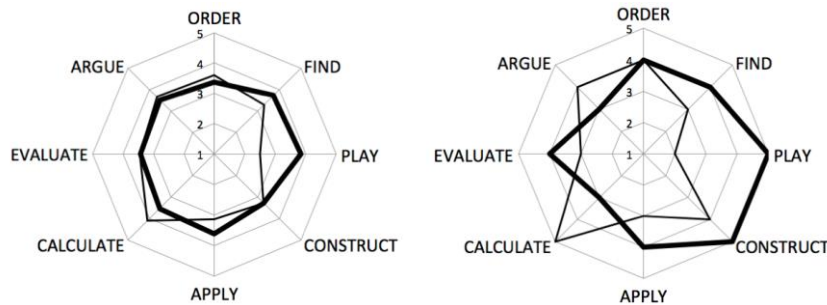 ORDER
5
4
3
2
1
FIND
PLAY
CONSTRUCT
APPLY
CALCULATE
EVALUATE
ARGUE
ORDER
5
4
3
2
1
FIND
PLAY
CONSTRUCT
APPLY
CALCULATE
EVALUATE
ARGUE